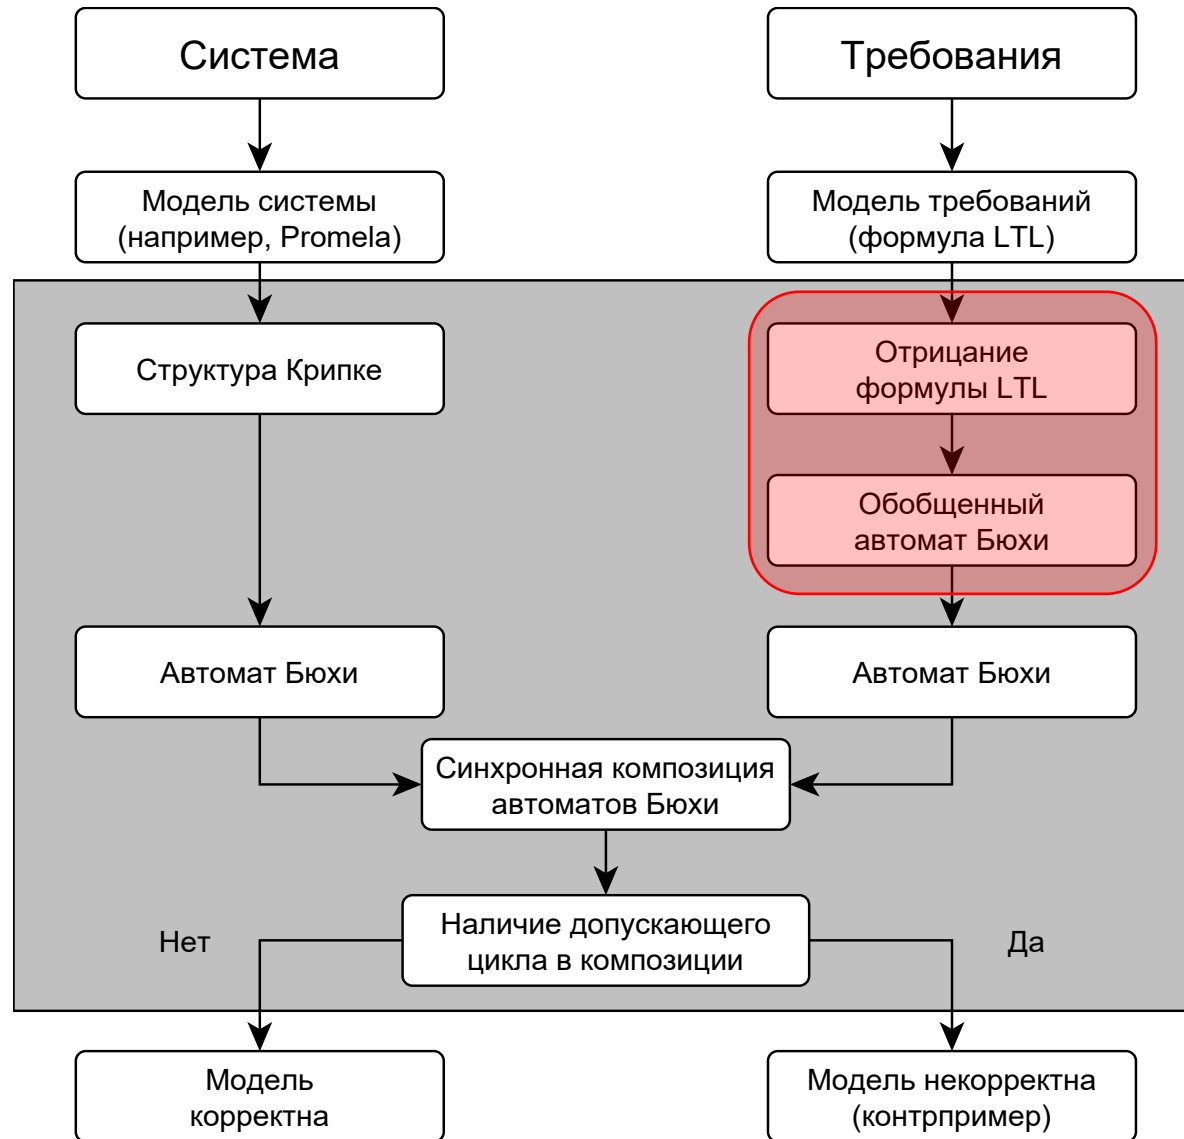 Система
Требования
Модель системы
(например, Promela)
Модель требований
(формула LTL)
Структура Крипке
Отрицание
формулы LTL
Обобщенный
автомат Бюхи
Автомат Бюхи
Автомат Бюхи
Синхронная композиция
автоматов Бюхи
Наличие допускающего
цикла в композиции
Нет
Да
Модель
корректна
Модель некорректна
(контрпример)